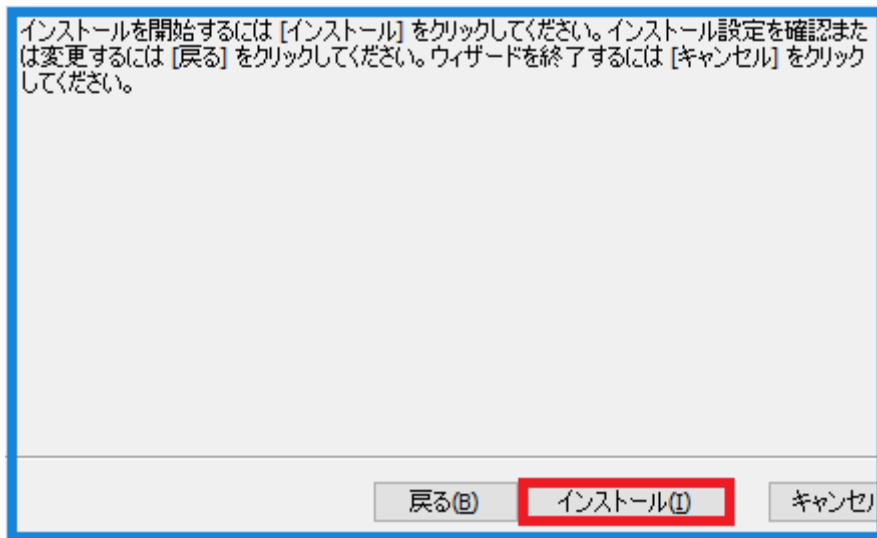 インストールを開始するには [インストール] をクリックしてください。インストール設定を確認また
は変更するには [戻る] をクリックしてください。ウィザードを終了するには [キャンセル] をクリック
してください。
戻る(B) インストール(I) キャンセル